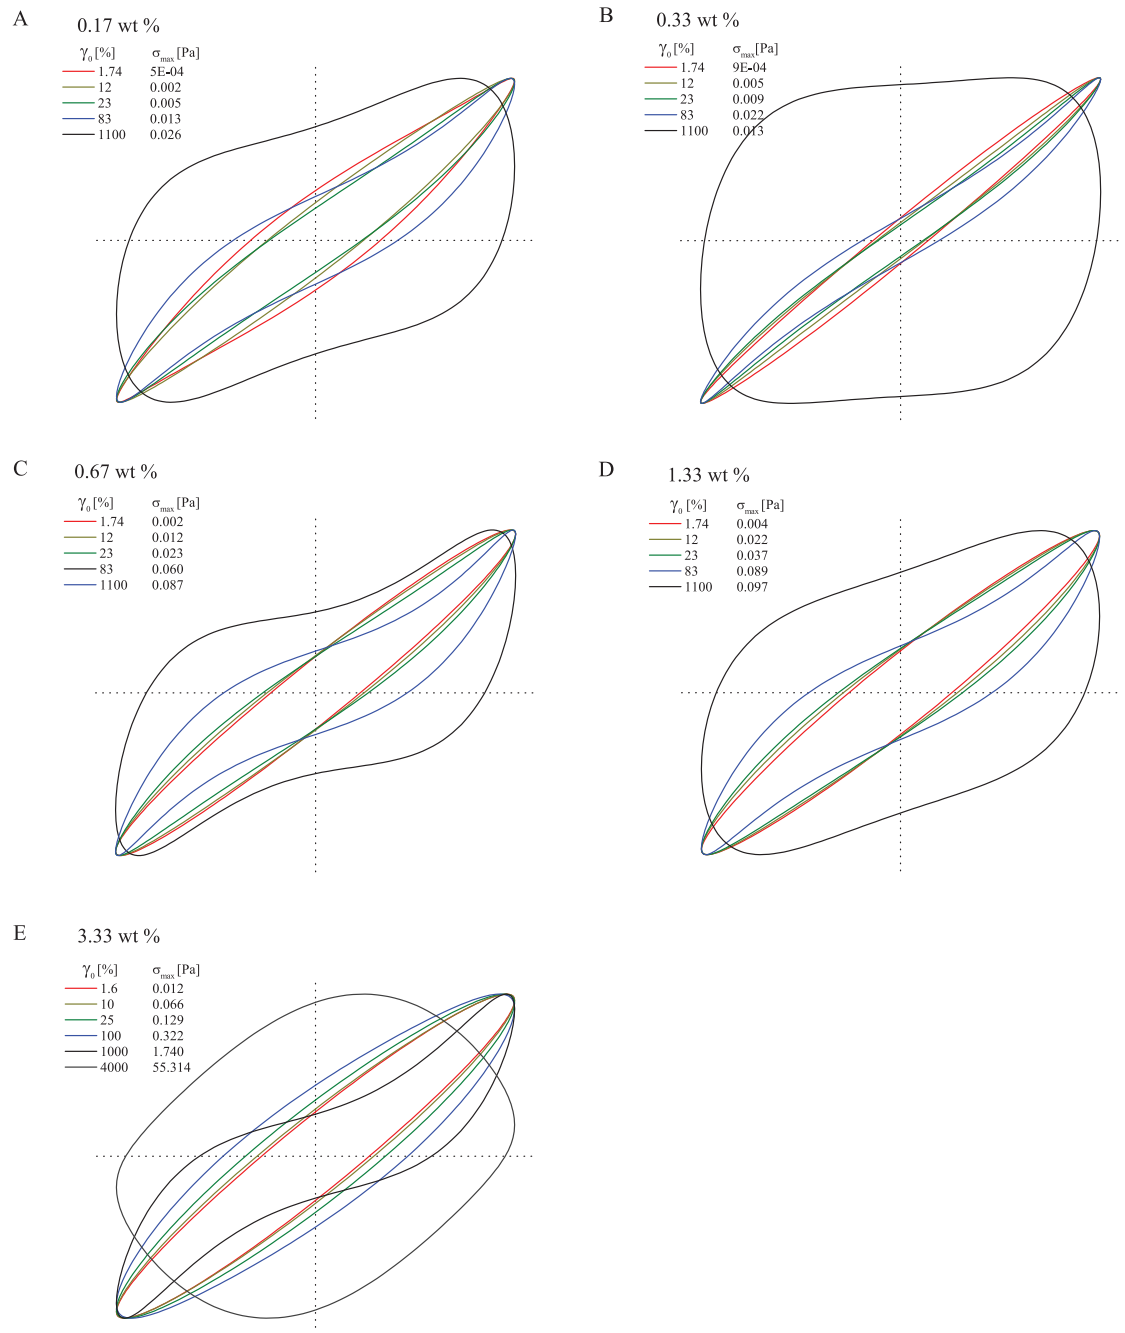 A
0.17 wt %
γ₀ [%] σmax [Pa]
1.74 5E-04
12 0.002
23 0.005
83 0.013
1100 0.026
B
0.33 wt %
γ₀ [%] σmax [Pa]
1.74 9E-04
12 0.005
23 0.009
83 0.022
1100 0.013
C
0.67 wt %
γ₀ [%] σmax [Pa]
1.74 0.002
12 0.012
23 0.023
83 0.060
1100 0.087
D
1.33 wt %
γ₀ [%] σmax [Pa]
1.74 0.004
12 0.022
23 0.037
83 0.089
1100 0.097
E
3.33 wt %
γ₀ [%] σmax [Pa]
1.6 0.012
10 0.066
25 0.129
100 0.322
1000 1.740
4000 55.314